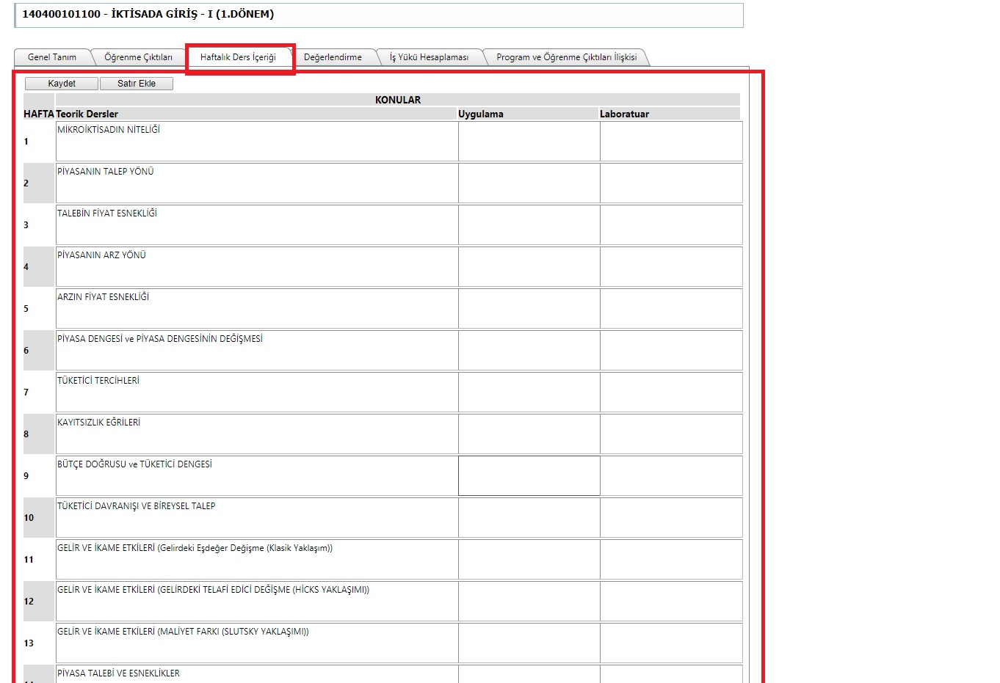 140400101100 - İKTİSADA GİRİŞ - I (1.DÖNEM)
Genel Tanım Öğrenme Çıktıları Haftalık Ders İçeriği Değerlendirme İş Yükü Hesaplaması Program ve Öğrenme Çıktıları İlişkisi
Kaydet Satır Ekle
KONULAR
HAFTA Teorik Dersler Uygulama Laboratuar
1 MİKROİKTİSADIN NİTELİĞİ
2 PİYASANIN TALEP YÖNÜ
3 TALEBİN FİYAT ESNEKLİĞİ
4 PİYASANIN ARZ YÖNÜ
5 ARZIN FİYAT ESNEKLİĞİ
6 PİYASA DENGESİ ve PİYASA DENGESİNİN DEĞİŞMESİ
7 TÜKETİCİ TERCİHLERİ
8 KAYITSIZLIK EĞRİLERİ
9 BÜTÇE DOĞRUSU ve TÜKETİCİ DENGESİ
10 TÜKETİCİ DAVRANIŞI VE BİREYSEL TALEP
11 GELİR VE İKAME ETKİLERİ (Gelirdeki Eşdeğer Değişme (Klasik Yaklaşım))
12 GELİR VE İKAME ETKİLERİ (GELİRDEKİ TELAFİ EDİCİ DEĞİŞME (HİCKS YAKLAŞIMI))
13 GELİR VE İKAME ETKİLERİ (MALİYET FARKI (SLUTSKY YAKLAŞIMI))
PİYASA TALEBİ VE ESNEKLİKLER